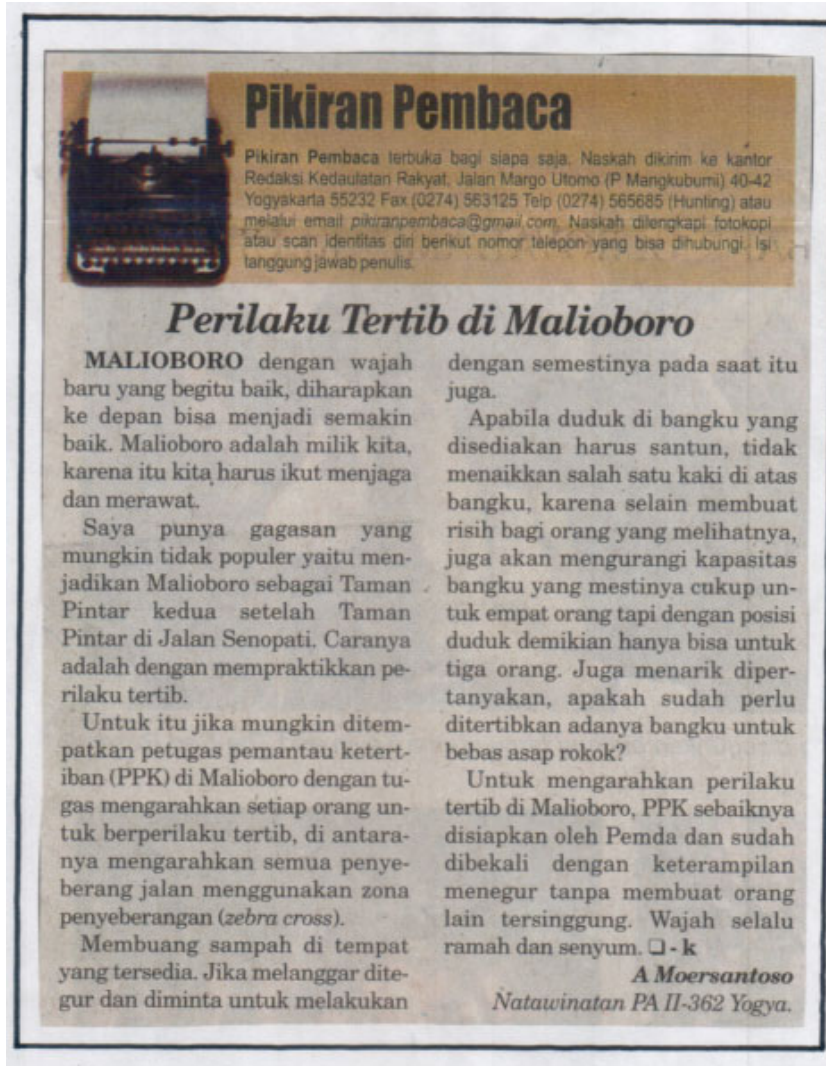 Pikiran Pembaca
Pikiran Pembaca terbuka bagi siapa saja. Naskah dikirim ke kantor
Redaksi Kedaulatan Rakyat, Jalan Margo Utomo (P Mangkubumi) 40-42
Yogyakarta 55232 Fax (0274) 563125 Telp (0274) 565685 (Hunting) atau
melalui email pikiranpembaca@gmail.com. Naskah dilengkapi fotokopi
atau scan identitas diri berikut nomor telepon yang bisa dihubungi. Isi
tanggung jawab penulis.
Perilaku Tertib di Malioboro
MALIOBORO dengan wajah
baru yang begitu baik, diharapkan
ke depan bisa menjadi semakin
baik. Malioboro adalah milik kita,
karena itu kita harus ikut menjaga
dan merawat.
Saya punya gagasan yang
mungkin tidak populer yaitu men-
jadikan Malioboro sebagai Taman
Pintar kedua setelah Taman
Pintar di Jalan Senopati. Caranya
adalah dengan mempraktikkan pe-
rilaku tertib.
Untuk itu jika mungkin ditem-
patkan petugas pemantau ketert-
iban (PPK) di Malioboro dengan tu-
gas mengarahkan setiap orang un-
tuk berperilaku tertib, di antara-
nya mengarahkan semua penye-
berang jalan menggunakan zona
penyeberangan (zebra cross).
Membuang sampah di tempat
yang tersedia. Jika melanggar dite-
gur dan diminta untuk melakukan
dengan semestinya pada saat itu
juga.
Apabila duduk di bangku yang
disediakan harus santun, tidak
menaikkan salah satu kaki di atas
bangku, karena selain membuat
risih bagi orang yang melihatnya,
juga akan mengurangi kapasitas
bangku yang mestinya cukup un-
tuk empat orang tapi dengan posisi
duduk demikian hanya bisa untuk
tiga orang. Juga menarik diper-
tanyakan, apakah sudah perlu
ditertibkan adanya bangku untuk
bebas asap rokok?
Untuk mengarahkan perilaku
tertib di Malioboro, PPK sebaiknya
disiapkan oleh Pemda dan sudah
dibekali dengan keterampilan
menegur tanpa membuat orang
lain tersinggung. Wajah selalu
ramah dan senyum. ❑ - k
A Moersantoso
Natawinatan PA II-362 Yogya.